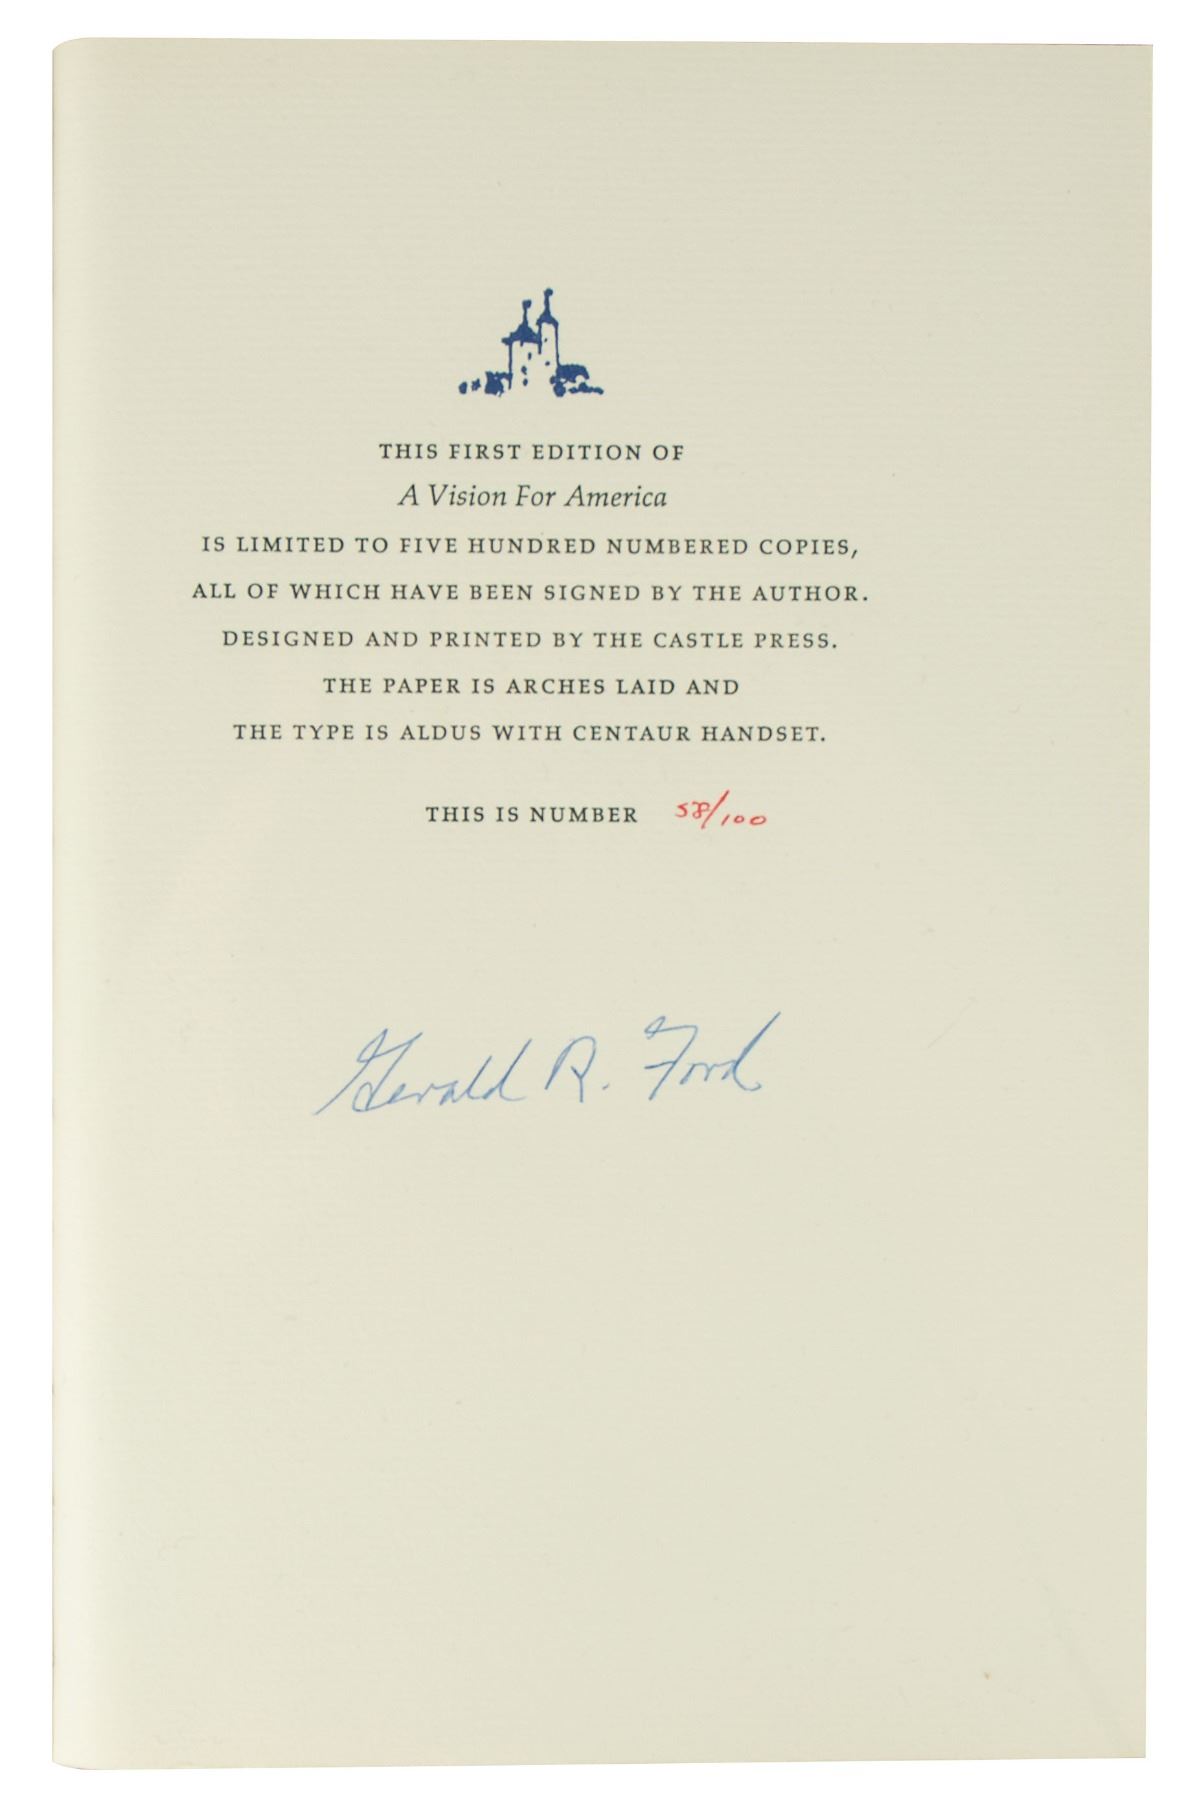 THIS FIRST EDITION OF
A Vision For America
IS LIMITED TO FIVE HUNDRED NUMBERED COPIES,
ALL OF WHICH HAVE BEEN SIGNED BY THE AUTHOR.
DESIGNED AND PRINTED BY THE CASTLE PRESS.
THE PAPER IS ARCHES LAID AND
THE TYPE IS ALDUS WITH CENTAUR HANDSET.
THIS IS NUMBER 58/100
Gerald R. Ford